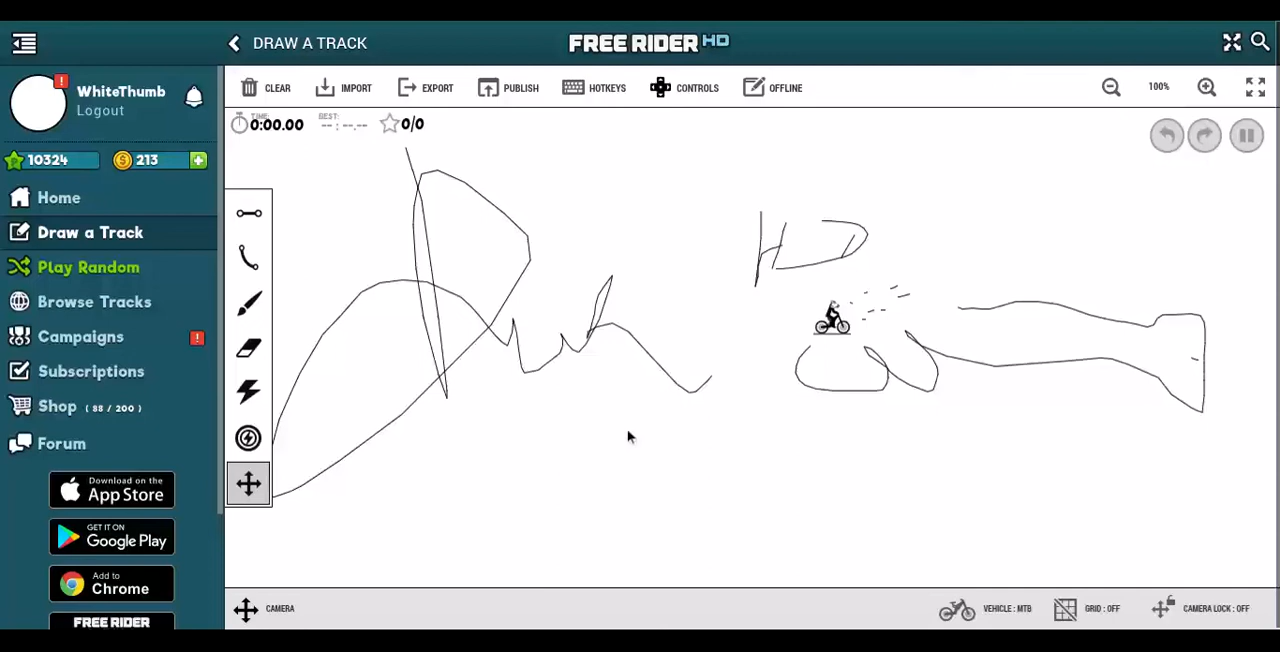 DRAW A TRACK
FREE RIDER HD
WhiteThumb
Logout
!
CLEAR
IMPORT
EXPORT
PUBLISH
HOTKEYS
CONTROLS
OFFLINE
100%
TIME:
0:00.00
BEST:
-- : --.--
0/0
10324
213
Home
Draw a Track
Play Random
Browse Tracks
Campaigns
!
Subscriptions
Shop ( 88 / 200 )
Forum
Download on the
App Store
GET IT ON
Google Play
Add to
Chrome
FREE RIDER
HD
CAMERA
VEHICLE : MTB
GRID : OFF
CAMERA LOCK : OFF